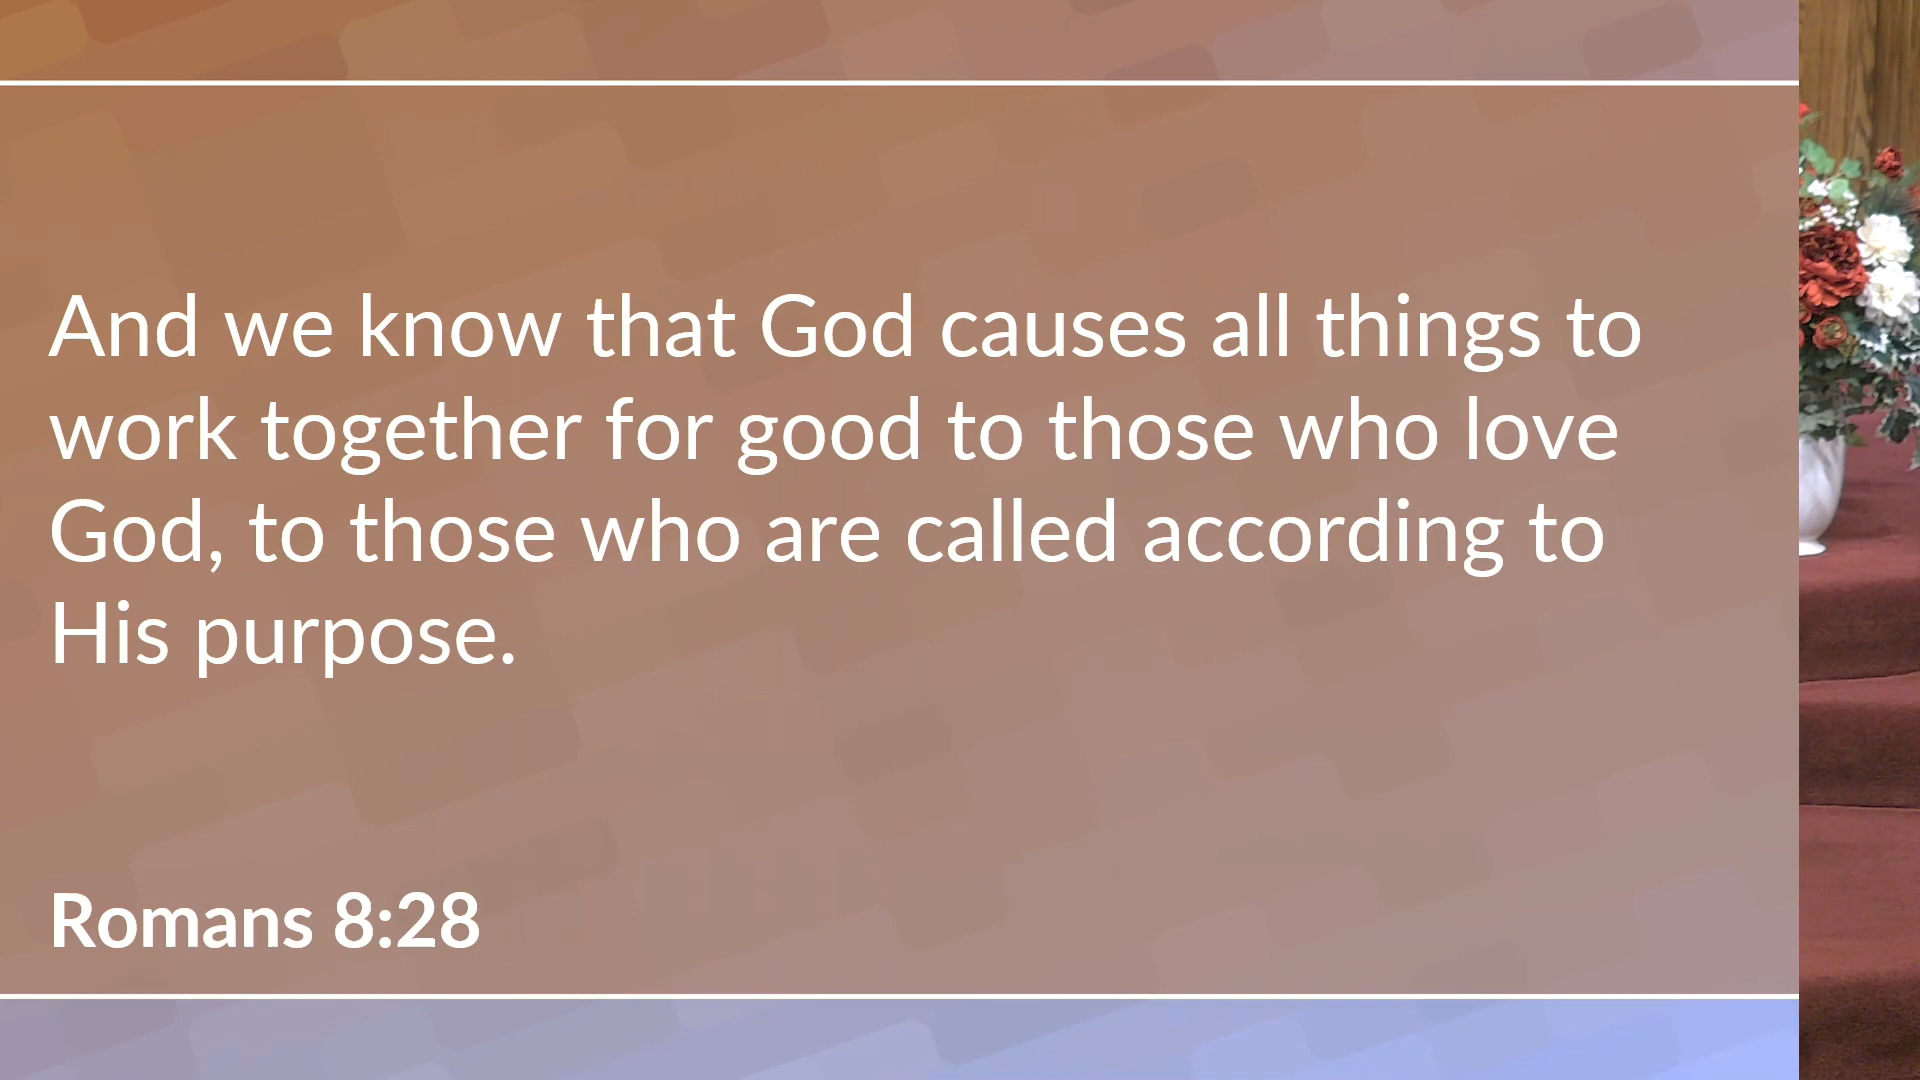 And we know that God causes all things to
work together for good to those who love
God, to those who are called according to
His purpose.
Romans 8:28